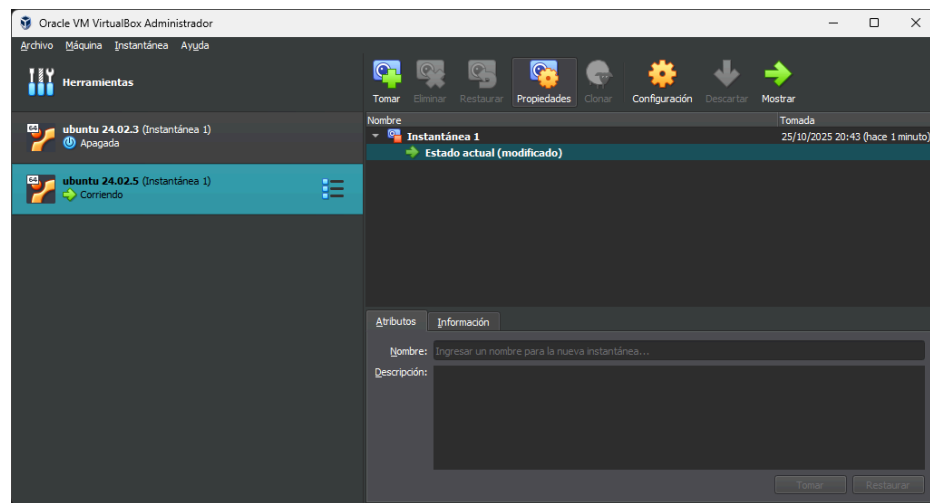 Oracle VM VirtualBox Administrador
Archivo Máquina Instantánea Ayuda
Herramientas
Tomar Eliminar Restaurar Propiedades Clonar Configuración Descartar Mostrar
64 ubuntu 24.02.3 (Instantánea 1)
Apagada
64 ubuntu 24.02.5 (Instantánea 1)
Corriendo
Nombre Tomada
Instantánea 1 25/10/2025 20:43 (hace 1 minuto)
Estado actual (modificado)
Atributos Información
Nombre: Ingresar un nombre para la nueva instantánea...
Descripción:
Tomar Restaurar